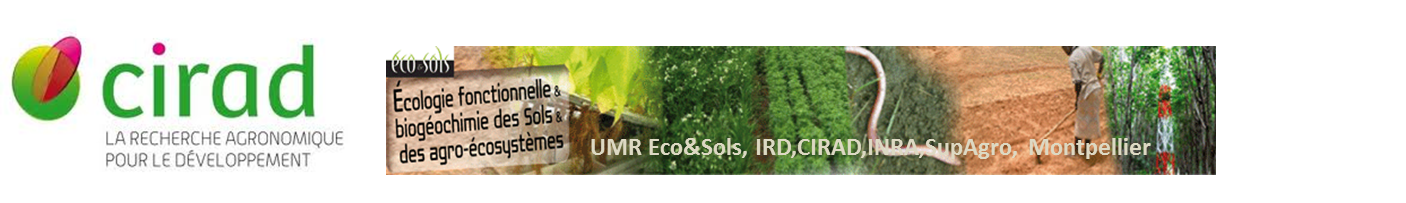 cirad
LA RECHERCHE AGRONOMIQUE
POUR LE DÉVELOPPEMENT
éco sols
Écologie fonctionnelle &
biogéochimie des Sols &
des agro-écosystèmes
UMR Eco&Sols, IRD,CIRAD,INRA,SupAgro, Montpellier